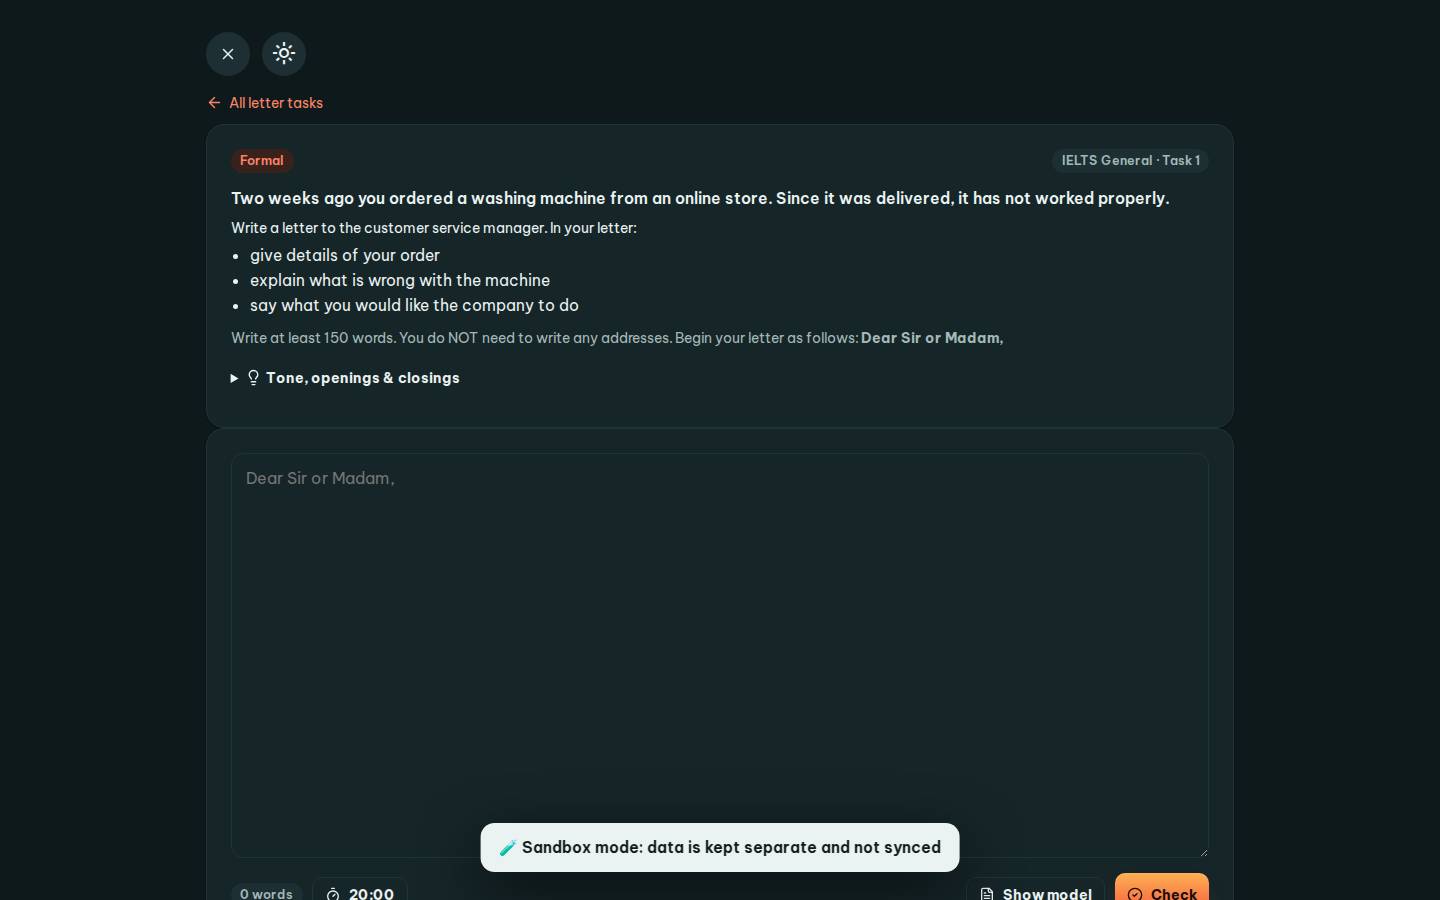 All letter tasks
Formal
IELTS General · Task 1
Two weeks ago you ordered a washing machine from an online store. Since it was delivered, it has not worked properly.
Write a letter to the customer service manager. In your letter:
• give details of your order
• explain what is wrong with the machine
• say what you would like the company to do
Write at least 150 words. You do NOT need to write any addresses. Begin your letter as follows: Dear Sir or Madam,
Tone, openings & closings
Dear Sir or Madam,
Sandbox mode: data is kept separate and not synced
0 words
20:00
Show model
Check